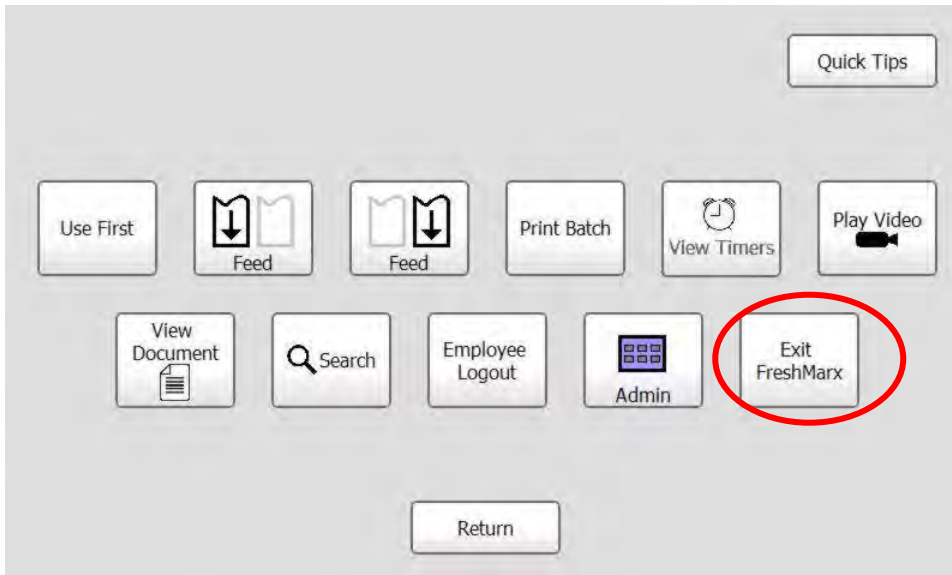 Quick Tips
Use First
Feed
Feed
Print Batch
View Timers
Play Video
View
Document
Search
Employee
Logout
Admin
Exit
FreshMarx
Return